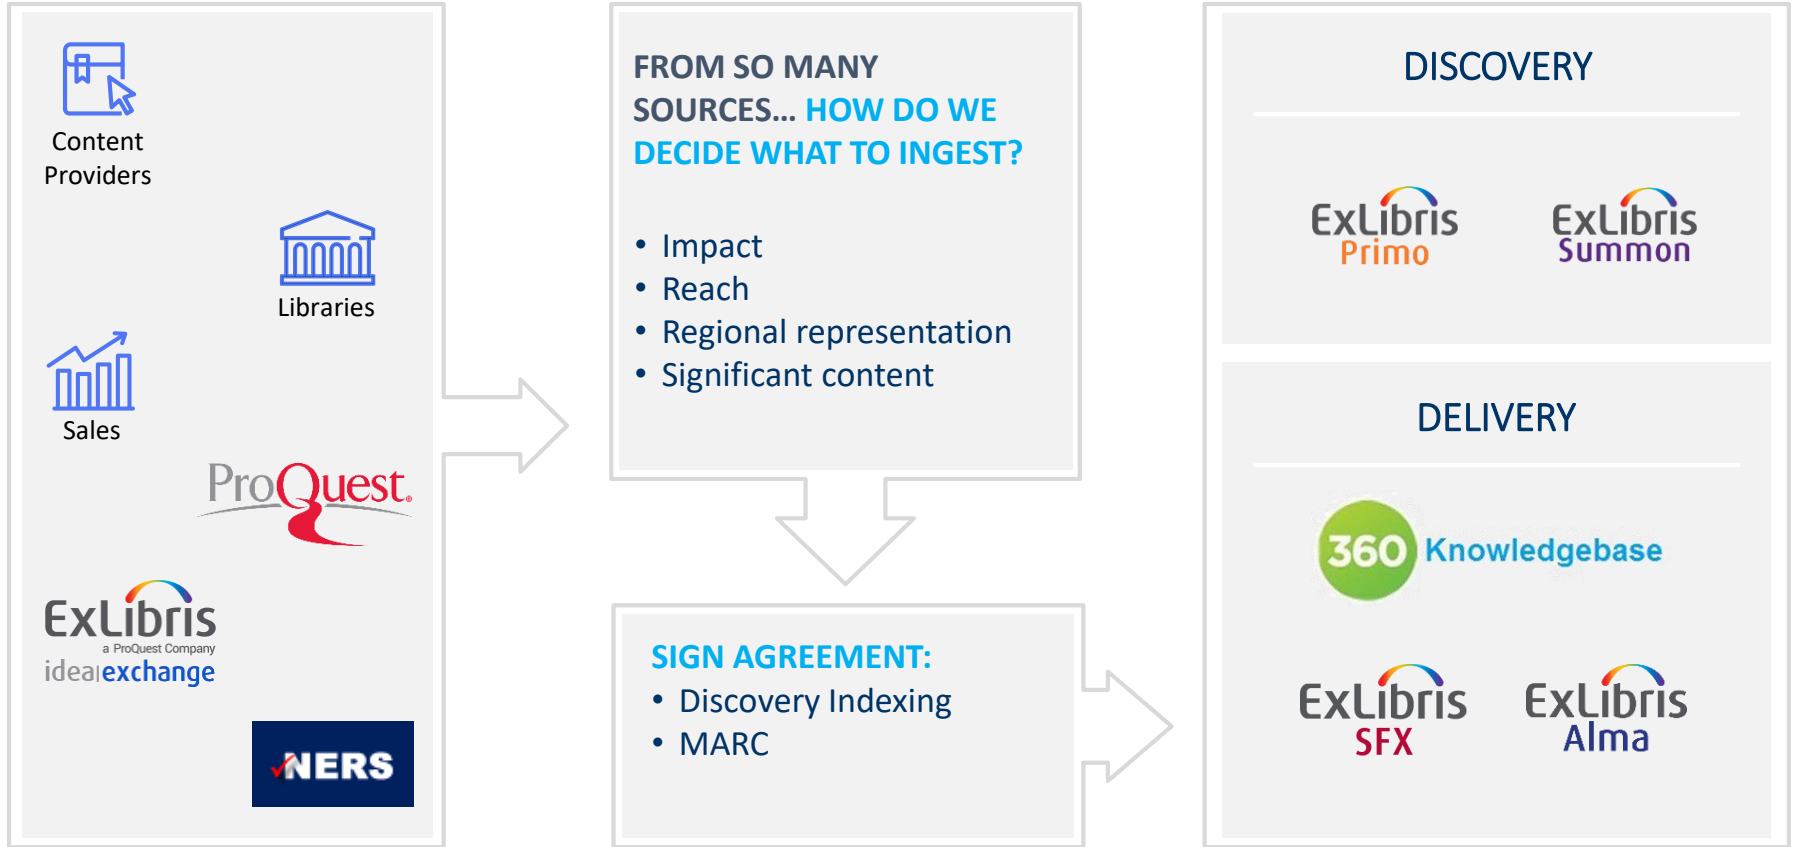 Content
Providers
Libraries
Sales
ProQuest®
ExLibris
a ProQuest Company
idea|exchange
NERS
FROM SO MANY
SOURCES... HOW DO WE
DECIDE WHAT TO INGEST?
• Impact
• Reach
• Regional representation
• Significant content
SIGN AGREEMENT:
• Discovery Indexing
• MARC
DISCOVERY
ExLibris
Primo
ExLibris
Summon
DELIVERY
360 Knowledgebase
ExLibris
SFX
ExLibris
Alma